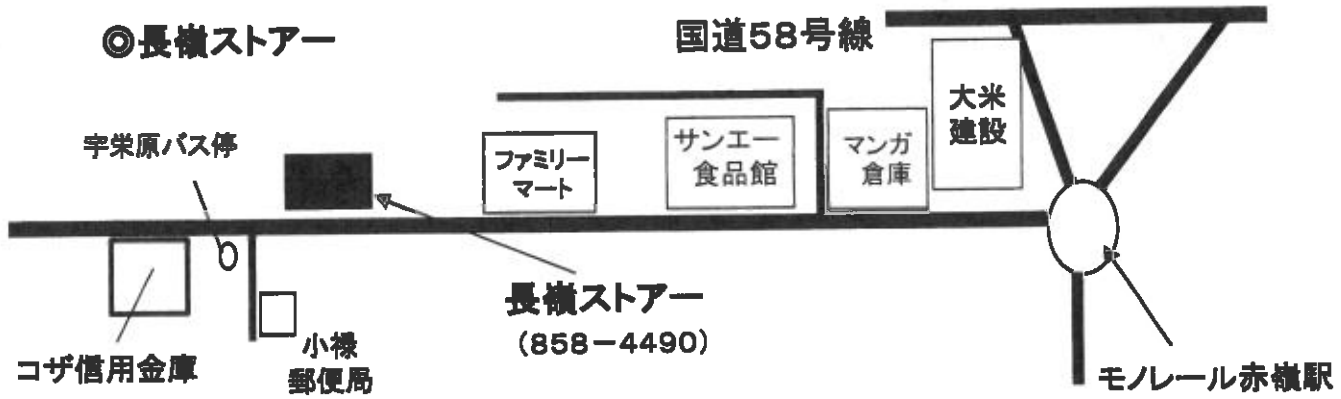 ◎長嶺ストアー
国道58号線
大米
建設
宇栄原バス停
ファミリー
マート
サンエー
食品館
マンガ
倉庫
長嶺ストアー
(858-4490)
コザ信用金庫
小禄
郵便局
モノレール赤嶺駅